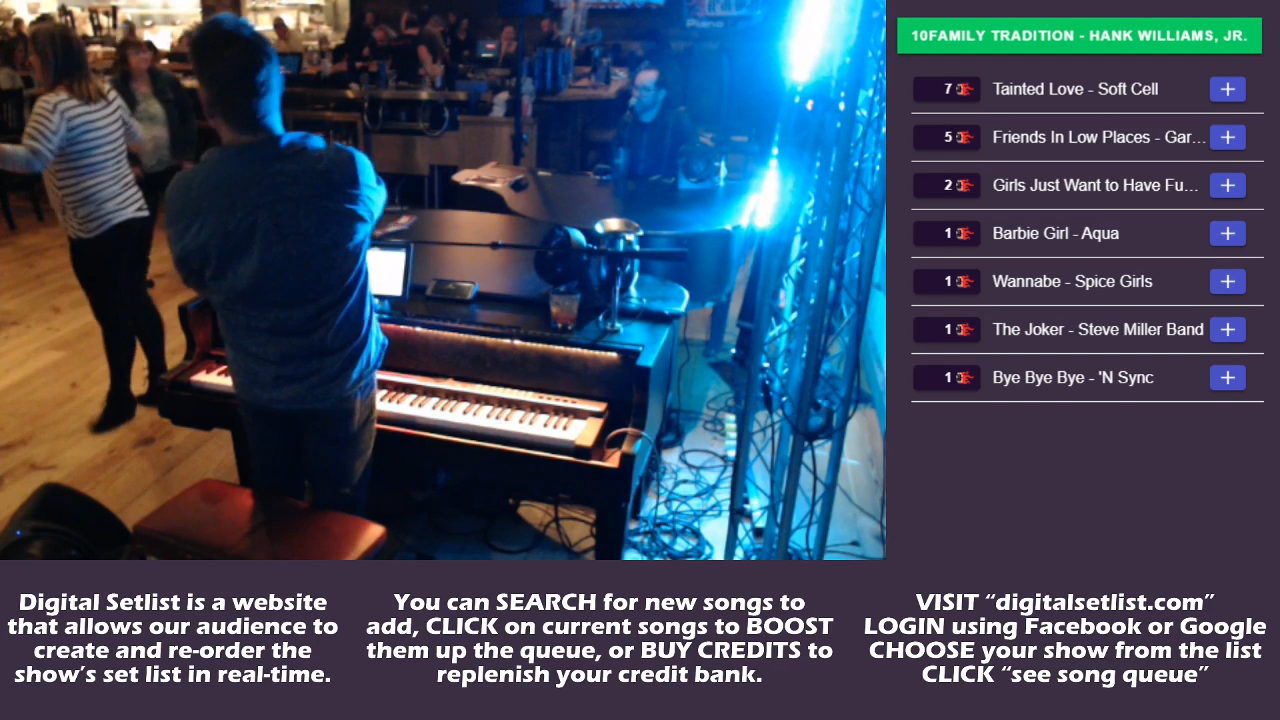 Piano
10FAMILY TRADITION - HANK WILLIAMS, JR.
7 Tainted Love - Soft Cell +
5 Friends In Low Places - Gar... +
2 Girls Just Want to Have Fu... +
1 Barbie Girl - Aqua +
1 Wannabe - Spice Girls +
1 The Joker - Steve Miller Band +
1 Bye Bye Bye - 'N Sync +
Digital Setlist is a website
that allows our audience to
create and re-order the
show's set list in real-time.
You can SEARCH for new songs to
add, CLICK on current songs to BOOST
them up the queue, or BUY CREDITS to
replenish your credit bank.
VISIT “digitalsetlist.com”
LOGIN using Facebook or Google
CHOOSE your show from the list
CLICK “see song queue”